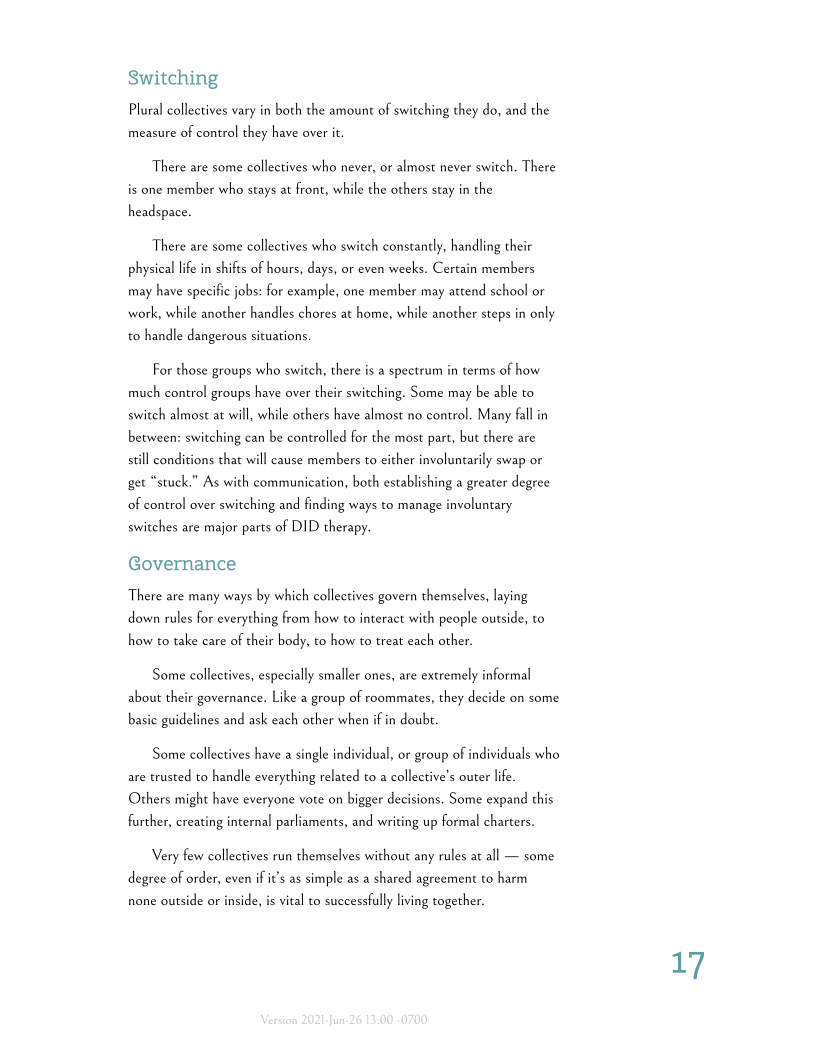 Switching
Plural collectives vary in both the amount of switching they do, and the
measure of control they have over it.
There are some collectives who never, or almost never switch. There
is one member who stays at front, while the others stay in the
headspace.
There are some collectives who switch constantly, handling their
physical life in shifts of hours, days, or even weeks. Certain members
may have specific jobs: for example, one member may attend school or
work, while another handles chores at home, while another steps in only
to handle dangerous situations.
For those groups who switch, there is a spectrum in terms of how
much control groups have over their switching. Some may be able to
switch almost at will, while others have almost no control. Many fall in
between: switching can be controlled for the most part, but there are
still conditions that will cause members to either involuntarily swap or
get “stuck.” As with communication, both establishing a greater degree
of control over switching and finding ways to manage involuntary
switches are major parts of DID therapy.
Governance
There are many ways by which collectives govern themselves, laying
down rules for everything from how to interact with people outside, to
how to take care of their body, to how to treat each other.
Some collectives, especially smaller ones, are extremely informal
about their governance. Like a group of roommates, they decide on some
basic guidelines and ask each other when if in doubt.
Some collectives have a single individual, or group of individuals who
are trusted to handle everything related to a collective’s outer life.
Others might have everyone vote on bigger decisions. Some expand this
further, creating internal parliaments, and writing up formal charters.
Very few collectives run themselves without any rules at all — some
degree of order, even if it’s as simple as a shared agreement to harm
none outside or inside, is vital to successfully living together.
17
Version 2021-Jun-26 13:00 -0700